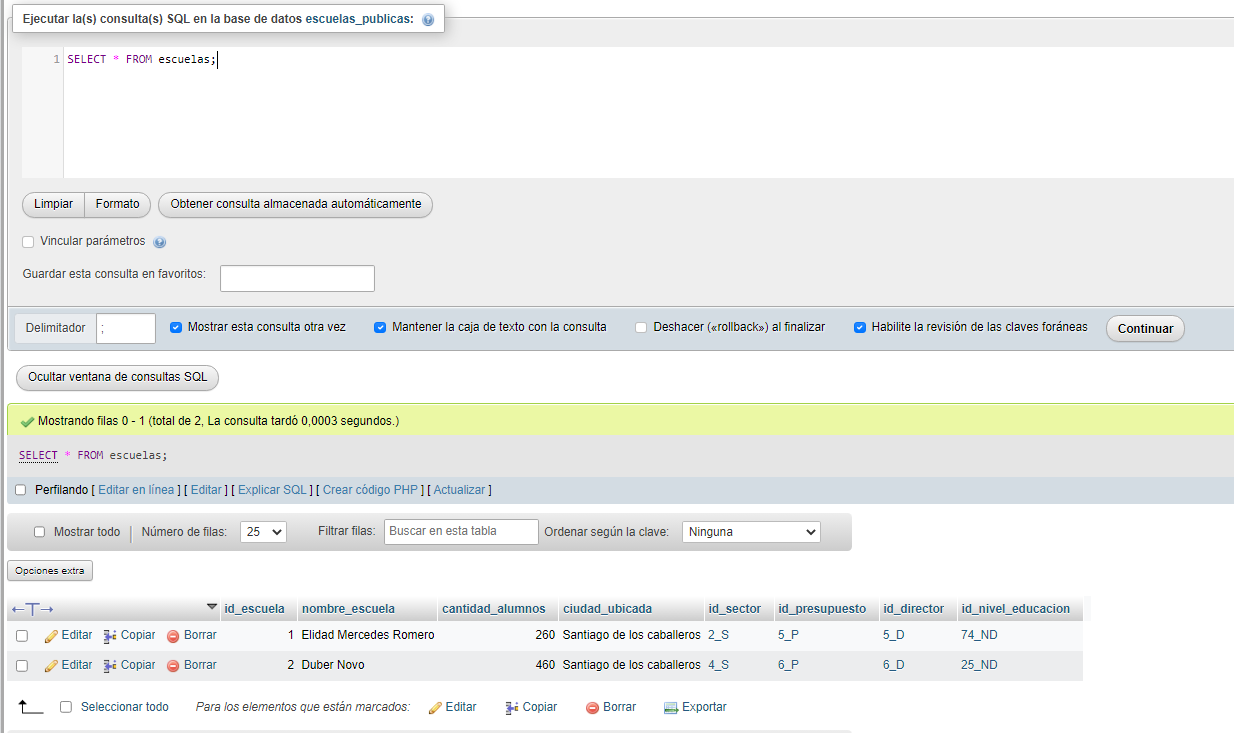 Ejecutar la(s) consulta(s) SQL en la base de datos escuelas_publicas:
1 SELECT * FROM escuelas;
Limpiar Formato Obtener consulta almacenada automáticamente
Vincular parámetros
Guardar esta consulta en favoritos:
Delimitador ; Mostrar esta consulta otra vez Mantener la caja de texto con la consulta Deshacer («rollback») al finalizar Habilite la revisión de las claves foráneas Continuar
Ocultar ventana de consultas SQL
Mostrando filas 0 - 1 (total de 2, La consulta tardó 0,0003 segundos.)
SELECT * FROM escuelas;
Perfilando [ Editar en línea ] [ Editar ] [ Explicar SQL ] [ Crear código PHP ] [ Actualizar ]
Mostrar todo Número de filas: 25 Filtrar filas: Buscar en esta tabla Ordenar según la clave: Ninguna
Opciones extra
←T→ id_escuela nombre_escuela cantidad_alumnos ciudad_ubicada id_sector id_presupuesto id_director id_nivel_educacion
Editar Copiar Borrar 1 Elidad Mercedes Romero 260 Santiago de los caballeros 2_S 5_P 5_D 74_ND
Editar Copiar Borrar 2 Duber Novo 460 Santiago de los caballeros 4_S 6_P 6_D 25_ND
Seleccionar todo Para los elementos que están marcados: Editar Copiar Borrar Exportar